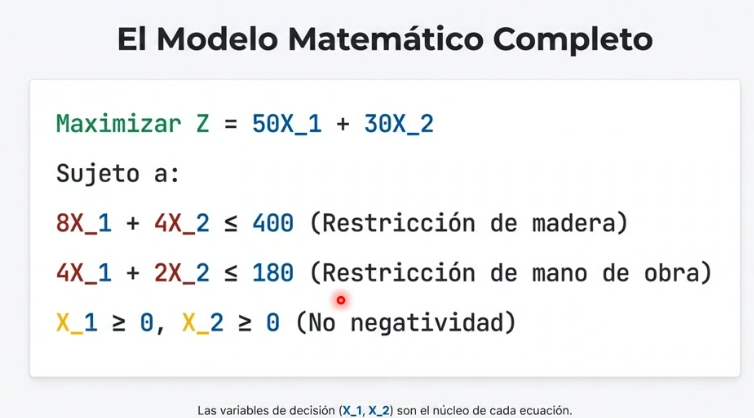 El Modelo Matemático Completo
Maximizar Z = 50X_1 + 30X_2
Sujeto a:
8X_1 + 4X_2 ≤ 400 (Restricción de madera)
4X_1 + 2X_2 ≤ 180 (Restricción de mano de obra)
X_1 ≥ 0, X_2 ≥ 0 (No negatividad)
Las variables de decisión (X_1, X_2) son el núcleo de cada ecuación.